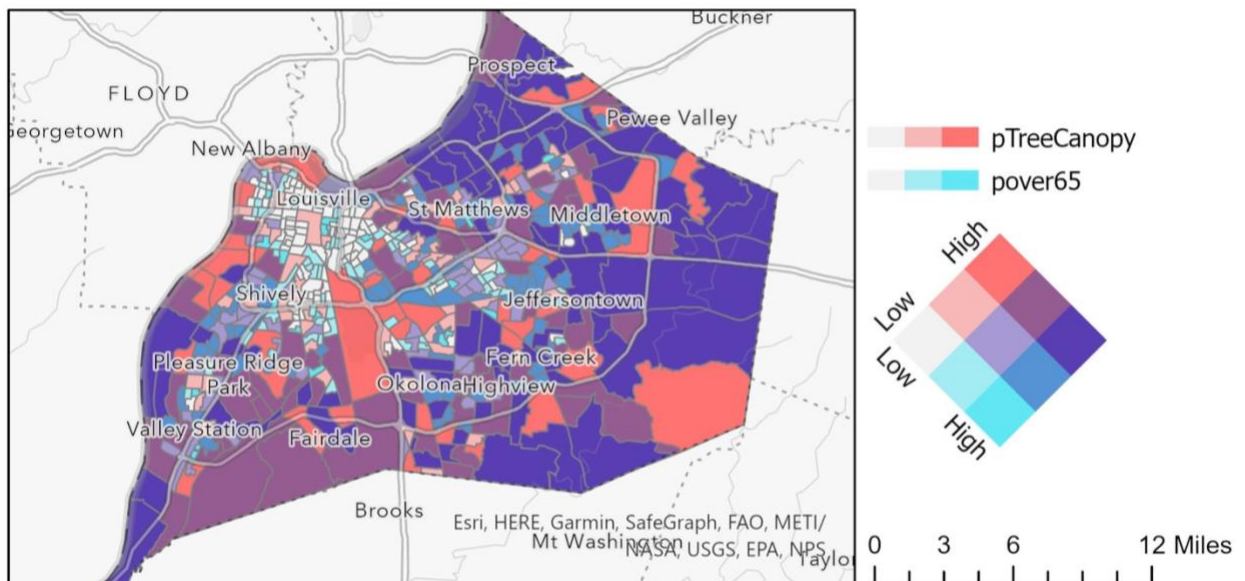 Buckner
Prospect
FLOYD
Pewee Valley
Georgetown
New Albany
Louisville
St Matthews
Middletown
Shively
Jeffersontown
Pleasure Ridge
Park
Fern Creek
Okolona
Highview
Valley Station
Fairdale
Brooks
Esri, HERE, Garmin, SafeGraph, FAO, METI/
NASA, USGS, EPA, NPS
Mt Washington
Taylor
pTreeCanopy
pover65
High
Low
Low
High
0 3 6 12 Miles